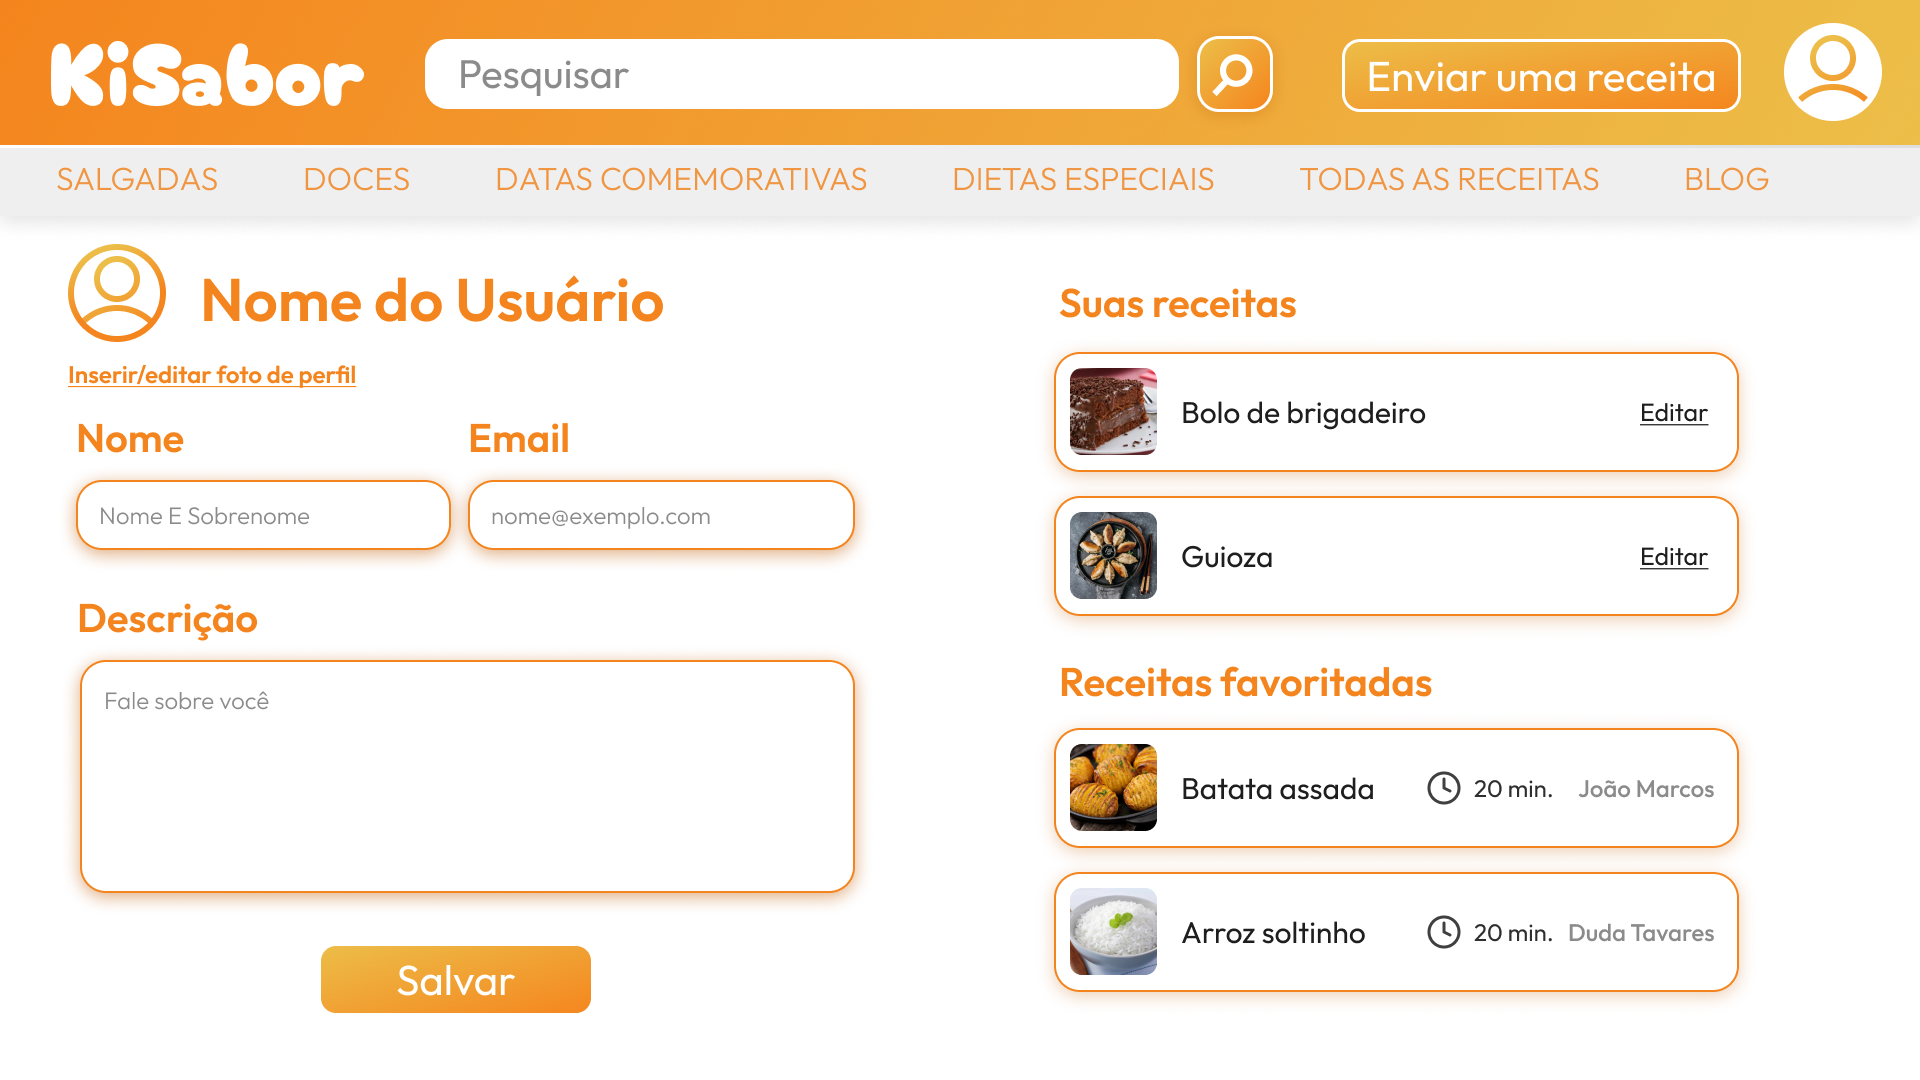 KiSabor
Pesquisar
Enviar uma receita
SALGADAS DOCES DATAS COMEMORATIVAS DIETAS ESPECIAIS TODAS AS RECEITAS BLOG
Nome do Usuário
Inserir/editar foto de perfil
Nome Email
Nome E Sobrenome nome@exemplo.com
Descrição
Fale sobre você
Salvar
Suas receitas
Bolo de brigadeiro Editar
Guioza Editar
Receitas favoritadas
Batata assada 20 min. João Marcos
Arroz soltinho 20 min. Duda Tavares